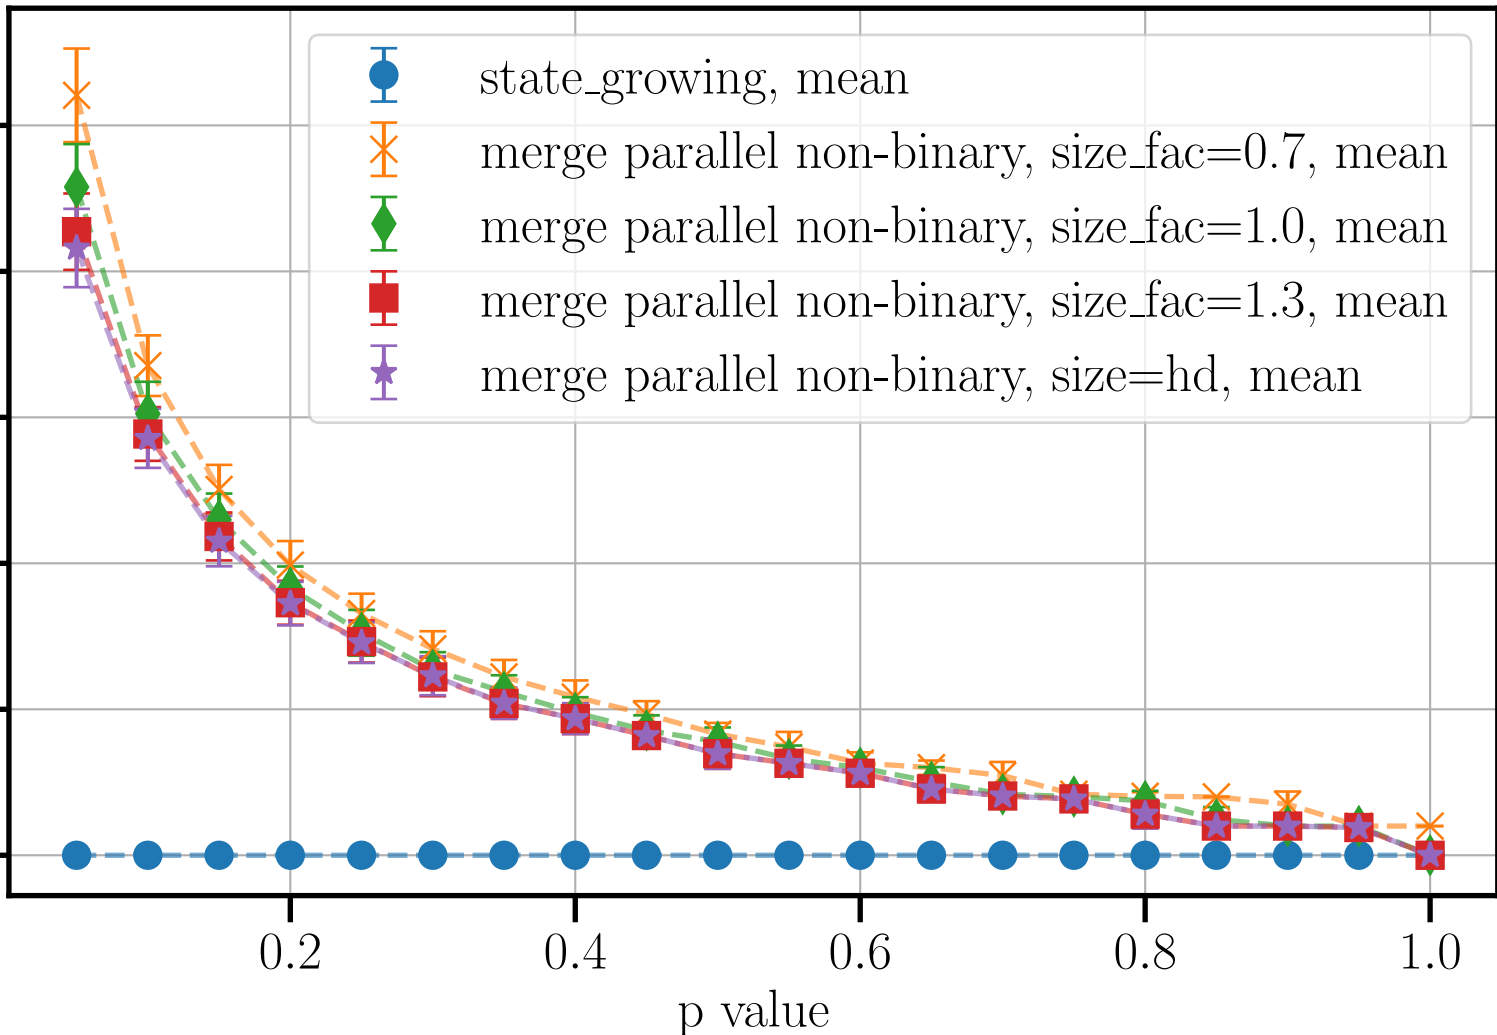 state_growing, mean
merge parallel non-binary, size_fac=0.7, mean
merge parallel non-binary, size_fac=1.0, mean
merge parallel non-binary, size_fac=1.3, mean
merge parallel non-binary, size=hd, mean
0.2 0.4 0.6 0.8 1.0
p value